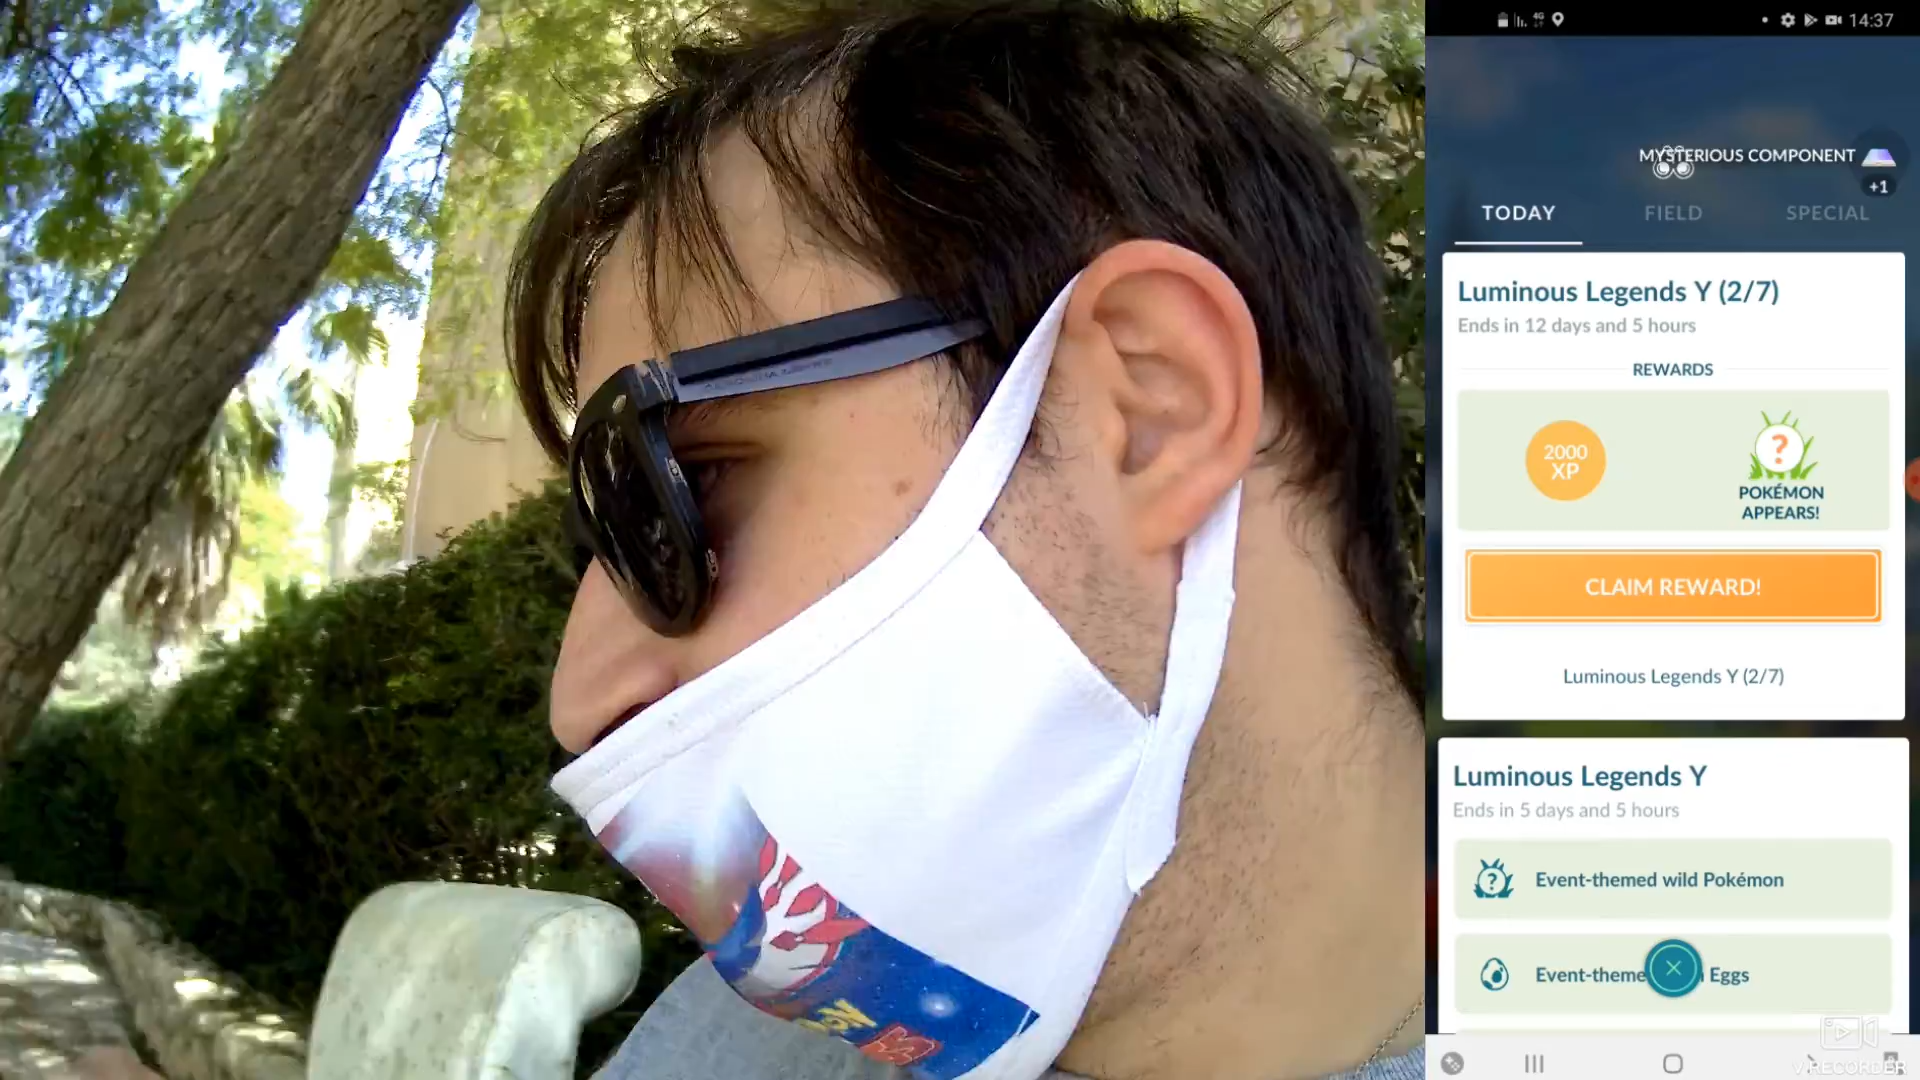 4G
14:37
MYSTERIOUS COMPONENT
+1
TODAY
FIELD
SPECIAL
Luminous Legends Y (2/7)
Ends in 12 days and 5 hours
REWARDS
2000
XP
?
POKÉMON
APPEARS!
CLAIM REWARD!
Luminous Legends Y (2/7)
Luminous Legends Y
Ends in 5 days and 5 hours
?
Event-themed wild Pokémon
Event-theme Eggs
VRECORDER